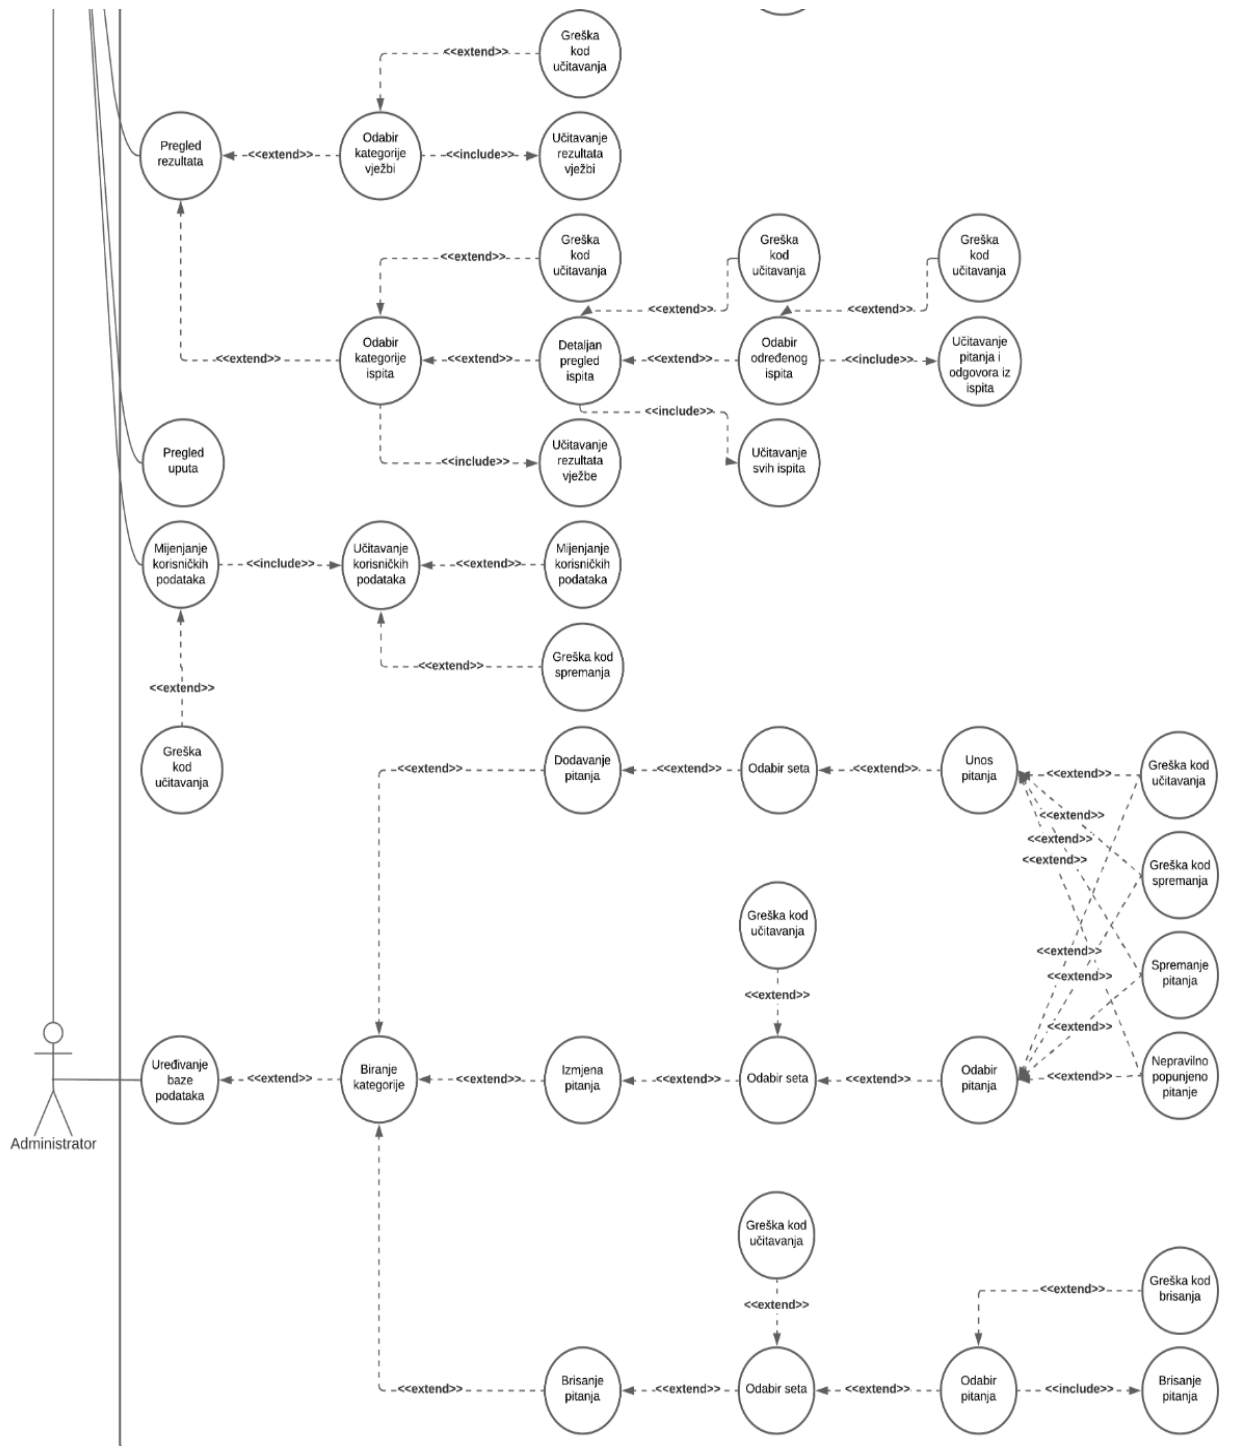 Greška
kod
učitavanja
<<extend>>
Pregled
rezultata
<<extend>>
Odabir
kategorije
vježbi
<<include>>
Učitavanje
rezultata
vježbi
Greška
kod
učitavanja
<<extend>>
Greška
kod
učitavanja
<<extend>>
Greška
kod
učitavanja
<<extend>>
<<extend>>
Odabir
kategorije
ispita
<<extend>>
Detaljan
pregled
ispita
<<extend>>
Odabir
određenog
ispita
<<include>>
Učitavanje
pitanja i
odgovora iz
ispita
<<include>>
Pregled
uputa
<<include>>
Učitavanje
rezultata
vježbe
Učitavanje
svih ispita
Mijenjanje
korisničkih
podataka
<<include>>
Učitavanje
korisničkih
podataka
<<extend>>
Mijenjanje
korisničkih
podataka
<<extend>>
Greška kod
spremanja
<<extend>>
Greška
kod
učitavanja
<<extend>>
Dodavanje
pitanja
<<extend>>
Odabir seta
<<extend>>
Unos
pitanja
<<extend>>
Greška kod
učitavanja
<<extend>>
<<extend>>
<<extend>>
Greška kod
spremanja
Greška kod
učitavanja
<<extend>>
<<extend>>
<<extend>>
<<extend>>
Spremanje
pitanja
Administrator
Uređivanje
baze
podataka
<<extend>>
Biranje
kategorije
<<extend>>
Izmjena
pitanja
<<extend>>
Odabir seta
<<extend>>
Odabir
pitanja
<<extend>>
Nepravilno
popunjeno
pitanje
Greška kod
učitavanja
<<extend>>
<<extend>>
Greška kod
brisanja
<<extend>>
Brisanje
pitanja
<<extend>>
Odabir seta
<<extend>>
Odabir
pitanja
<<include>>
Brisanje
pitanja